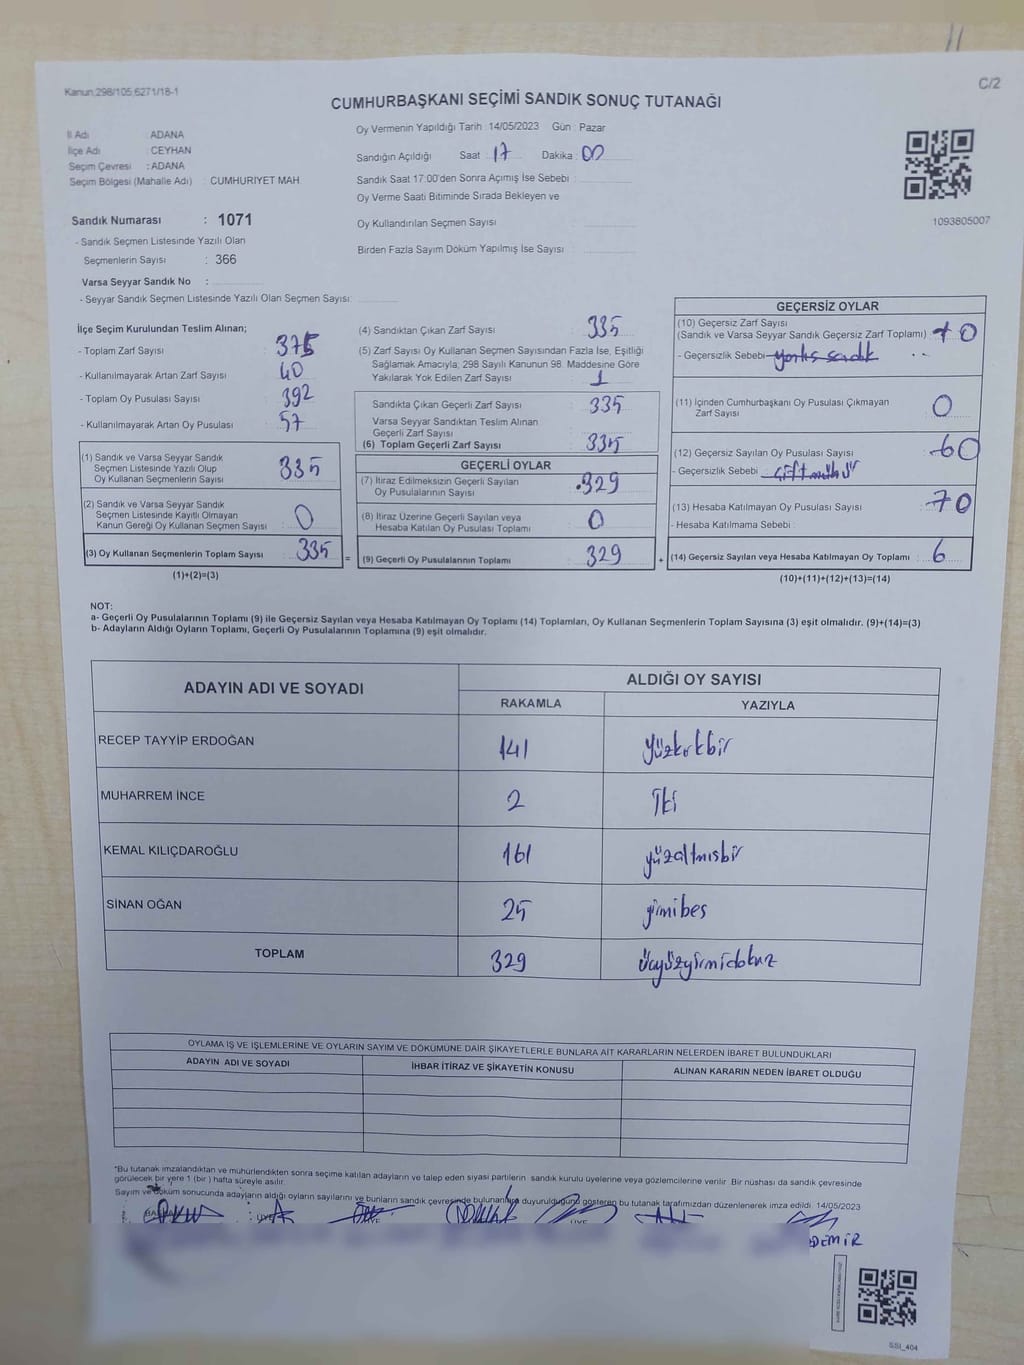 Kanun;298/105,6271/18-1
C/2
CUMHURBAŞKANI SEÇİMİ SANDIK SONUÇ TUTANAĞI
İl Adı : ADANA
İlçe Adı : CEYHAN
Seçim Çevresi : ADANA
Seçim Bölgesi (Mahalle Adı) : CUMHURİYET MAH.
Oy Vermenin Yapıldığı Tarih :14/05/2023 Gün : Pazar
Sandığın Açıldığı Saat : 17 Dakika : 00
Sandık Saat 17:00'den Sonra Açılmış İse Sebebi :
Oy Verme Saati Bitiminde Sırada Bekleyen ve
Oy Kullandırılan Seçmen Sayısı :
Birden Fazla Sayım Döküm Yapılmış İse Sayısı :
1093805007
Sandık Numarası : 1071
- Sandık Seçmen Listesinde Yazılı Olan
Seçmenlerin Sayısı : 366
Varsa Seyyar Sandık No :
- Seyyar Sandık Seçmen Listesinde Yazılı Olan Seçmen Sayısı:
İlçe Seçim Kurulundan Teslim Alınan;
- Toplam Zarf Sayısı : 375
- Kullanılmayarak Artan Zarf Sayısı : 40
- Toplam Oy Pusulası Sayısı : 392
- Kullanılmayarak Artan Oy Pusulası : 57
(1) Sandık ve Varsa Seyyar Sandık
Seçmen Listesinde Yazılı Olup
Oy Kullanan Seçmenlerin Sayısı : 335
(2) Sandık ve Varsa Seyyar Sandık
Seçmen Listesinde Kayıtlı Olmayan
Kanun Gereği Oy Kullanan Seçmen Sayısı : 0
(3) Oy Kullanan Seçmenlerin Toplam Sayısı : 335
(1)+(2)=(3)
(4) Sandıktan Çıkan Zarf Sayısı : 335
(5) Zarf Sayısı Oy Kullanan Seçmen Sayısından Fazla İse, Eşitliği
Sağlamak Amacıyla; 298 Sayılı Kanunun 98. Maddesine Göre
Yakılarak Yok Edilen Zarf Sayısı : 1
Sandıkta Çıkan Geçerli Zarf Sayısı : 335
Varsa Seyyar Sandıktan Teslim Alınan
Geçerli Zarf Sayısı :
(6) Toplam Geçerli Zarf Sayısı : 335
GEÇERLİ OYLAR
(7) İtiraz Edilmeksizin Geçerli Sayılan
Oy Pusulalarının Sayısı : 329
(8) İtiraz Üzerine Geçerli Sayılan veya
Hesaba Katılan Oy Pusulası Toplamı : 0
= (9) Geçerli Oy Pusulalarının Toplamı : 329
GEÇERSİZ OYLAR
(10) Geçersiz Zarf Sayısı
(Sandık ve Varsa Seyyar Sandık Geçersiz Zarf Toplamı) : 0
- Geçersizlik Sebebi
(11) İçinden Cumhurbaşkanı Oy Pusulası Çıkmayan
Zarf Sayısı : 0
(12) Geçersiz Sayılan Oy Pusulası Sayısı : 60
- Geçersizlik Sebebi :
(13) Hesaba Katılmayan Oy Pusulası Sayısı : 70
- Hesaba Katılmama Sebebi :
+ (14) Geçersiz Sayılan veya Hesaba Katılmayan Oy Toplamı : 6
(10)+(11)+(12)+(13)=(14)
NOT:
a- Geçerli Oy Pusulalarının Toplamı (9) ile Geçersiz Sayılan veya Hesaba Katılmayan Oy Toplamı (14) Toplamları, Oy Kullanan Seçmenlerin Toplam Sayısına (3) eşit olmalıdır. (9)+(14)=(3)
b- Adayların Aldığı Oyların Toplamı, Geçerli Oy Pusulalarının Toplamına (9) eşit olmalıdır.
ADAYIN ADI VE SOYADI ALDIĞI OY SAYISI
RAKAMLA YAZIYLA
RECEP TAYYİP ERDOĞAN 141 yüzkırkbir
MUHARREM İNCE 2 İki
KEMAL KILIÇDAROĞLU 161 yüzaltmışbir
SİNAN OĞAN 25 yirmibeş
TOPLAM 329 üçyüzyirmidokuz
OYLAMA İŞ VE İŞLEMLERİNE VE OYLARIN SAYIM VE DÖKÜMÜNE DAİR ŞİKAYETLERLE BUNLARA AİT KARARLARIN NELERDEN İBARET BULUNDUKLARI
ADAYIN ADI VE SOYADI İHBAR İTİRAZ VE ŞİKAYETİN KONUSU ALINAN KARARIN NEDEN İBARET OLDUĞU
*Bu tutanak imzalandıktan ve mühürlendikten sonra seçime katılan adayların ve talep eden siyasi partilerin sandık kurulu üyelerine veya gözlemcilerine verilir. Bir nüshası da sandık çevresinde
görülecek bir yere 1 (bir) hafta süreyle asılır.
Sayım ve döküm sonucunda adayların aldığı oyların sayılarını ve bunların sandık çevresinde bulunanlara duyurulduğunu gösteren bu tutanak tarafımızdan düzenlenerek imza edildi. 14/05/2023
DEMİR
SSI_404